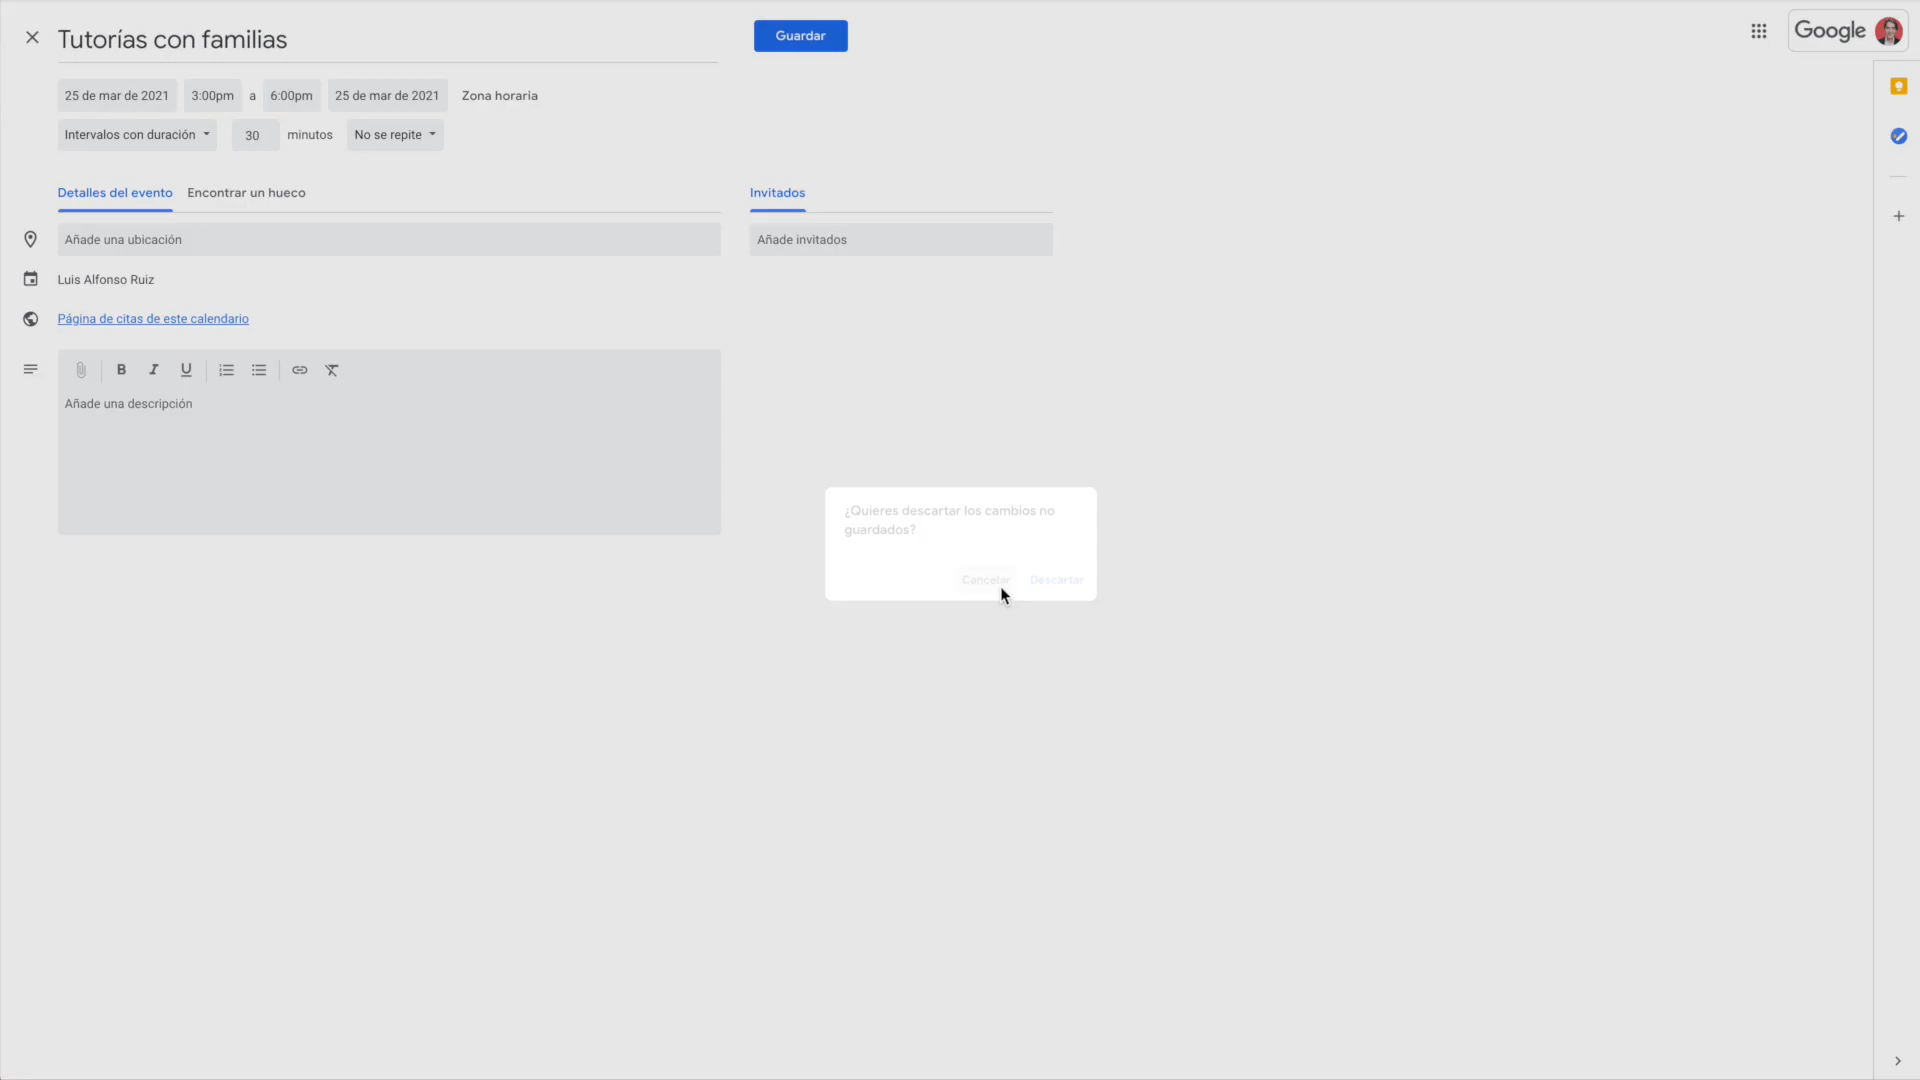 Tutorías con familias
Guardar
Google
25 de mar de 2021 3:00pm a 6:00pm 25 de mar de 2021 Zona horaria
Intervalos con duración 30 minutos No se repite
Detalles del evento Encontrar un hueco
Invitados
Añade una ubicación
Añade invitados
Luis Alfonso Ruiz
Página de citas de este calendario
B I U
Añade una descripción
¿Quieres descartar los cambios no
guardados?
Cancelar Descartar